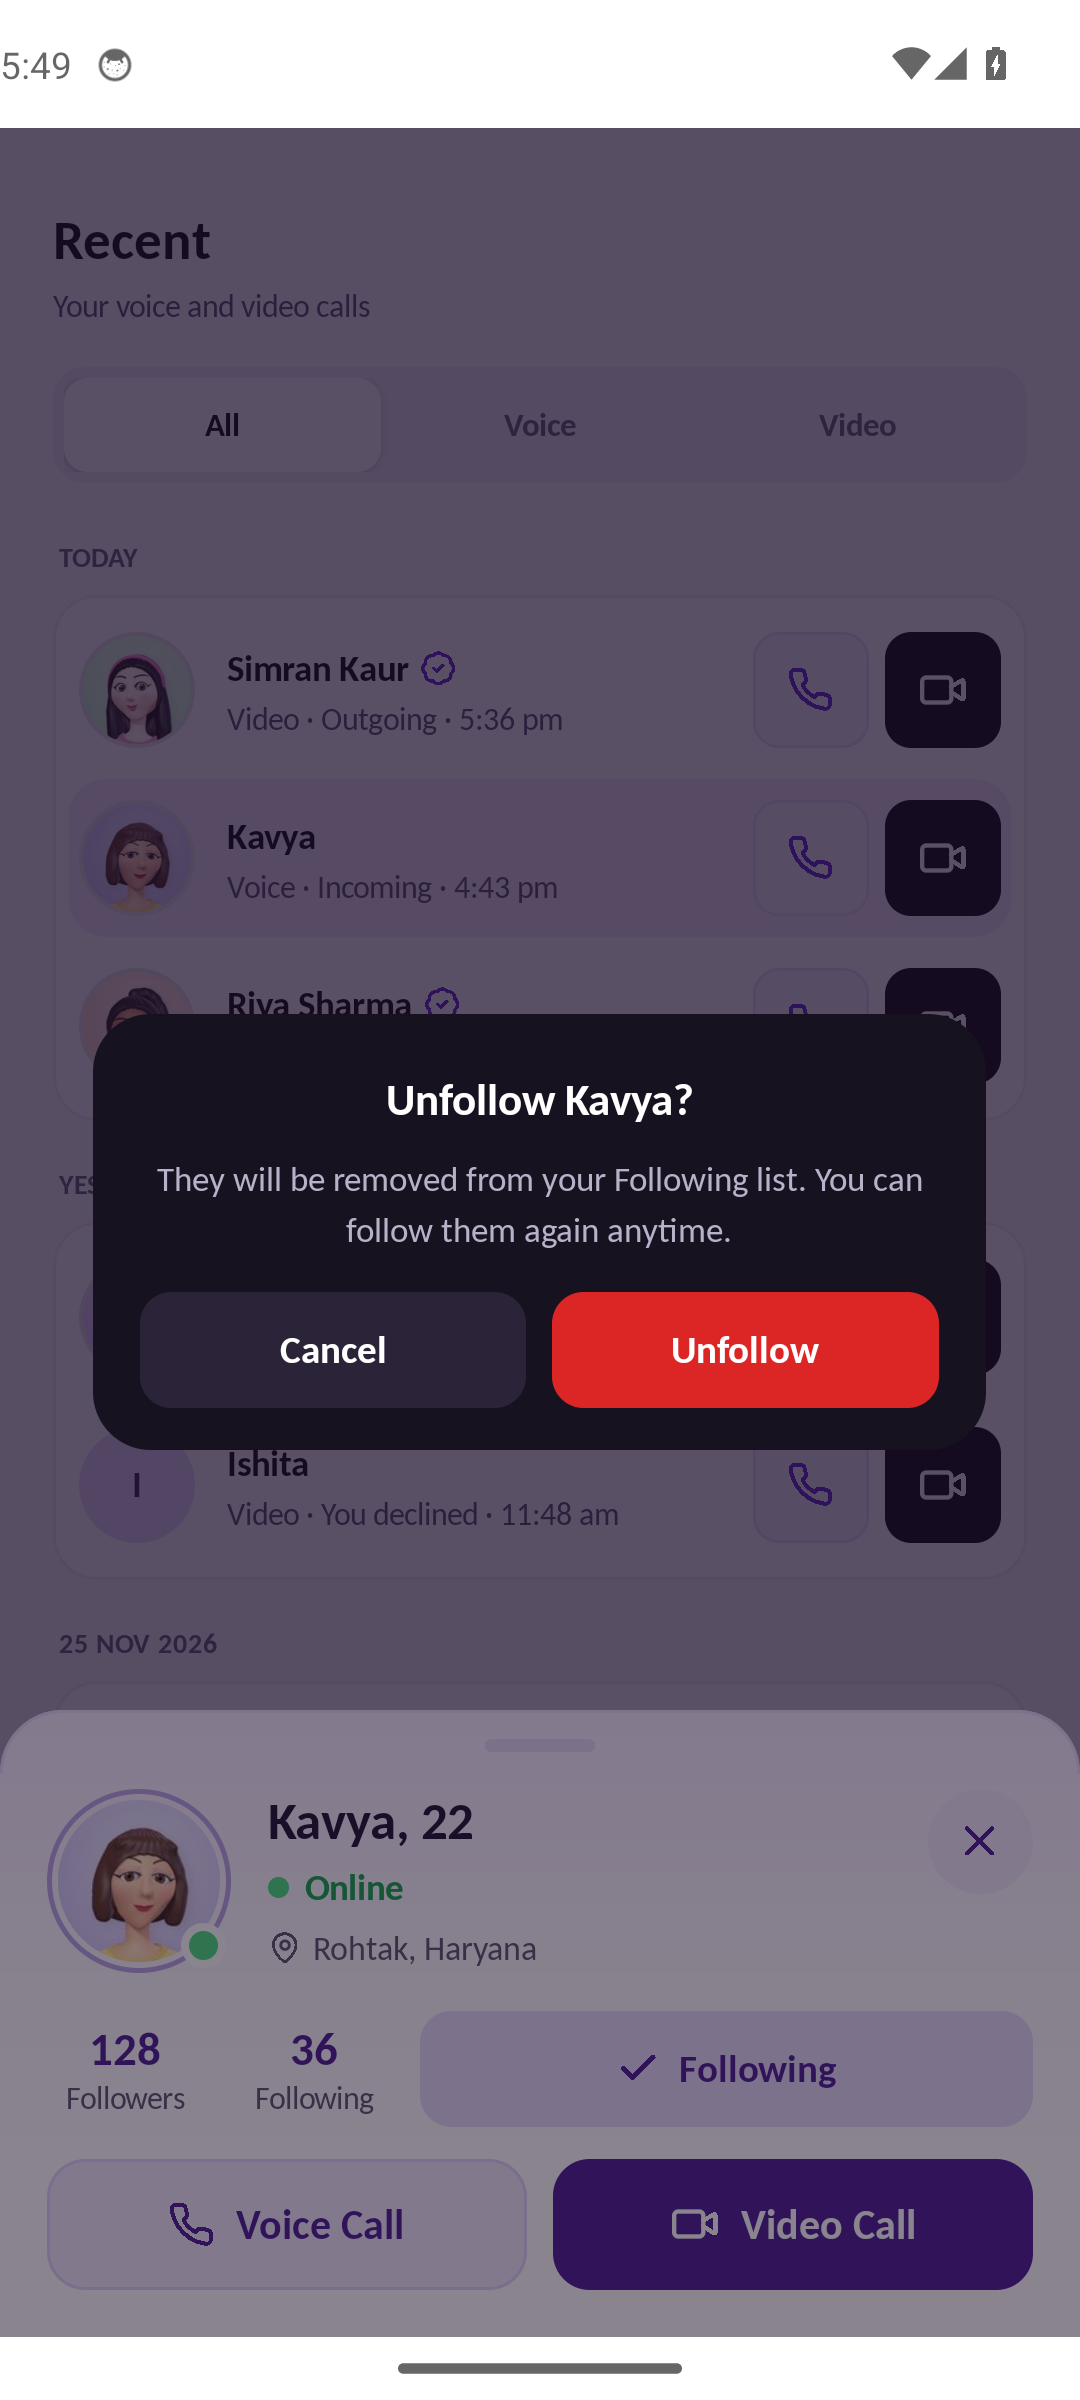 5:49
Recent
Your voice and video calls
All
Voice
Video
TODAY
Simran Kaur
Video · Outgoing · 5:36 pm
Kavya
Voice · Incoming · 4:43 pm
Riya Sharma
Unfollow Kavya?
They will be removed from your Following list. You can
follow them again anytime.
Cancel
Unfollow
I
Ishita
Video · You declined · 11:48 am
25 NOV 2026
Kavya, 22
Online
Rohtak, Haryana
128
Followers
36
Following
Following
Voice Call
Video Call